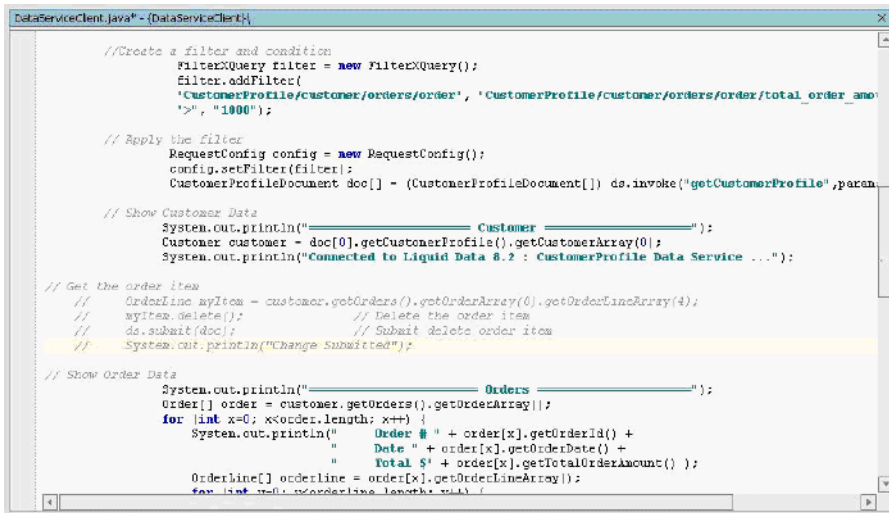 DataServiceClient.java* - {DataServiceClient}\
//Create a filter and condition
FilterXQuery filter = new FilterXQuery();
filter.addFilter(
"CustomerProfile/customer/orders/order", "CustomerProfile/customer/orders/order/total_order_amo
">", "1000");
// Apply the filter
RequestConfig config = new RequestConfig();
config.setFilter(filter);
CustomerProfileDocument doc[] = (CustomerProfileDocument[]) ds.invoke("getCustomerProfile",param
// Show Customer Data
System.out.println("====================== Customer ====================");
Customer customer = doc[0].getCustomerProfile().getCustomerArray(0);
System.out.println("Connected to Liquid Data 8.2 : CustomerProfile Data Service ...");
// Get the order item
// OrderLine myItem = customer.getOrders().getOrderArray(0).getOrderLineArray(4);
// myItem.delete(); // Delete the order item
// ds.submit(doc); // Submit delete order item
// System.out.println("Change Submitted");
// Show Order Data
System.out.println("======================= Orders =====================");
Order[] order = customer.getOrders().getOrderArray();
for (int x=0; x<order.length; x++) {
System.out.println(" Order # " + order[x].getOrderId() +
" Date " + order[x].getOrderDate() +
" Total $" + order[x].getTotalOrderAmount() );
OrderLine[] orderline = order[x].getOrderLineArray();
for (int y=0; y<orderline.length; y++) {